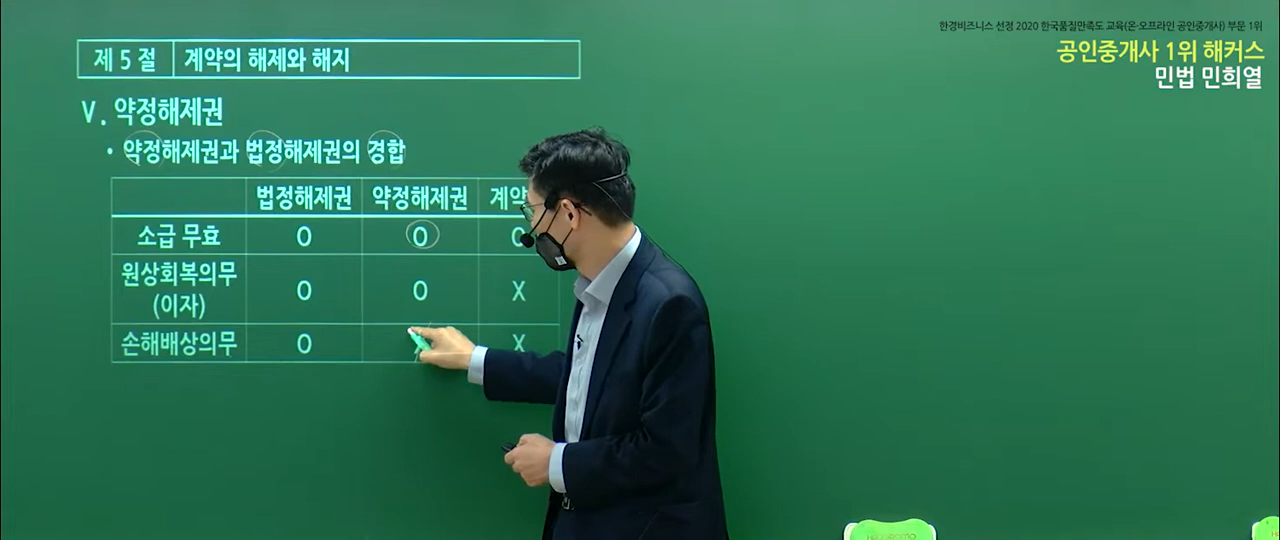 한경비즈니스 선정 2020 한국품질만족도 교육(온·오프라인 공인중개사) 부문 1위
공인중개사 1위 해커스
민법 민희열
제 5 절 계약의 해제와 해지
Ⅴ. 약정해제권
• 약정해제권과 법정해제권의 경합
법정해제권 약정해제권 계약
소급 무효 O O O
원상회복의무 O O X
(이자)
손해배상의무 O X